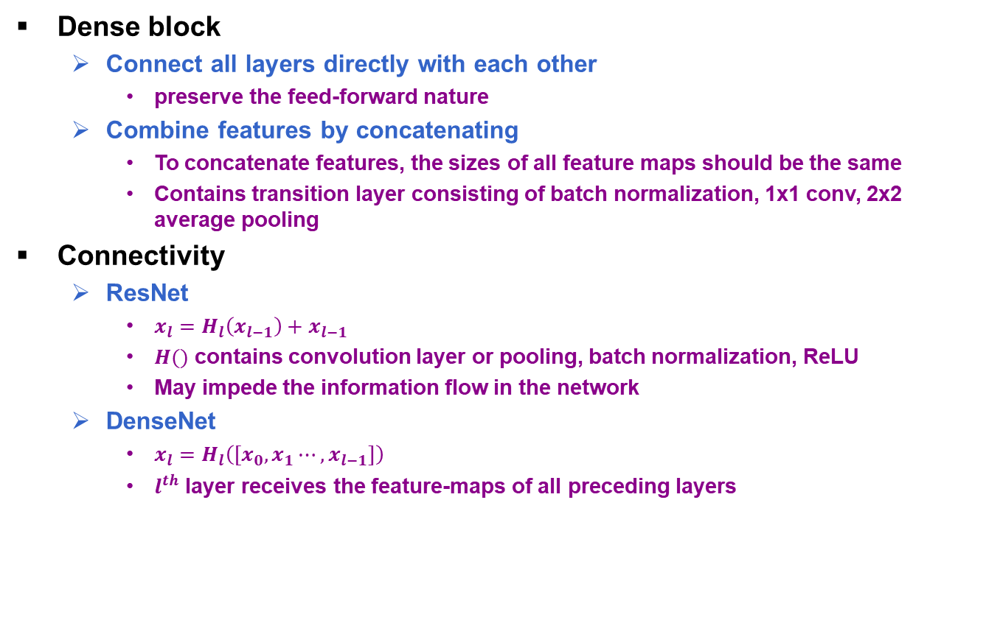 ▪ Dense block
➢ Connect all layers directly with each other
• preserve the feed-forward nature
➢ Combine features by concatenating
• To concatenate features, the sizes of all feature maps should be the same
• Contains transition layer consisting of batch normalization, 1x1 conv, 2x2
average pooling
▪ Connectivity
➢ ResNet
• x_l = H_l(x_{l−1}) + x_{l−1}
• H() contains convolution layer or pooling, batch normalization, ReLU
• May impede the information flow in the network
➢ DenseNet
• x_l = H_l([x_0, x_1 ⋯ , x_{l−1}])
• l^{th} layer receives the feature-maps of all preceding layers